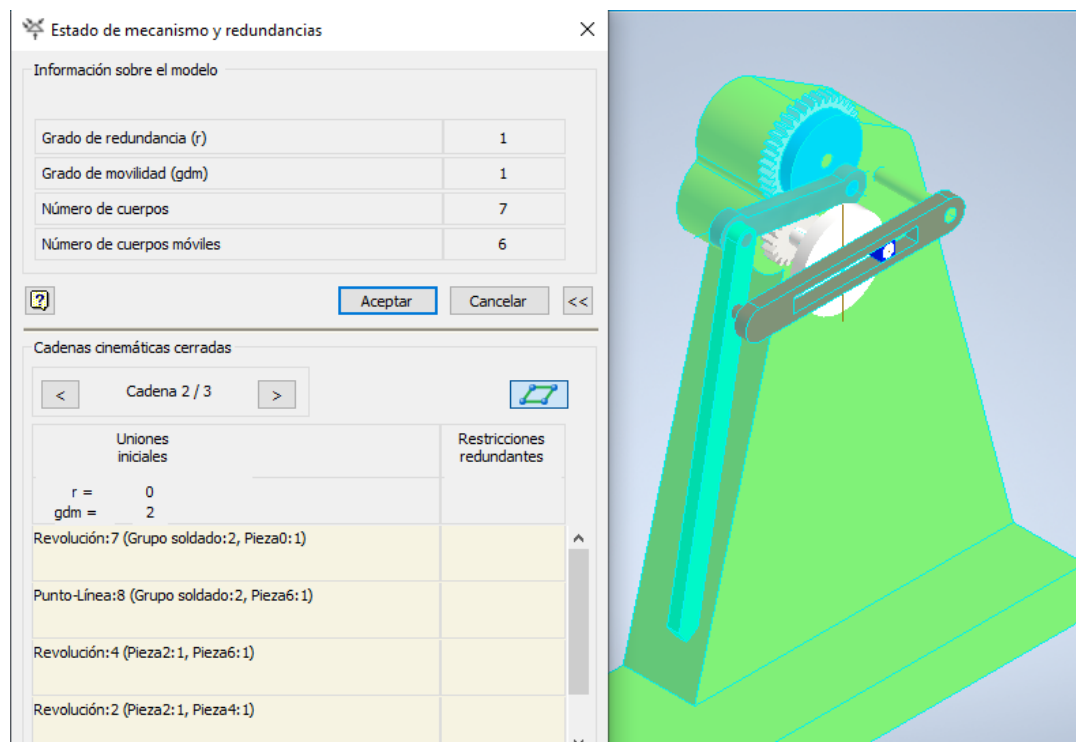 Estado de mecanismo y redundancias
Información sobre el modelo
Grado de redundancia (r) 1
Grado de movilidad (gdm) 1
Número de cuerpos 7
Número de cuerpos móviles 6
?
Aceptar Cancelar <<
Cadenas cinemáticas cerradas
< Cadena 2 / 3 >
Uniones Restricciones
iniciales redundantes
r = 0
gdm = 2
Revolución:7 (Grupo soldado:2, Pieza0:1)
Punto-Línea:8 (Grupo soldado:2, Pieza6:1)
Revolución:4 (Pieza2:1, Pieza6:1)
Revolución:2 (Pieza2:1, Pieza4:1)